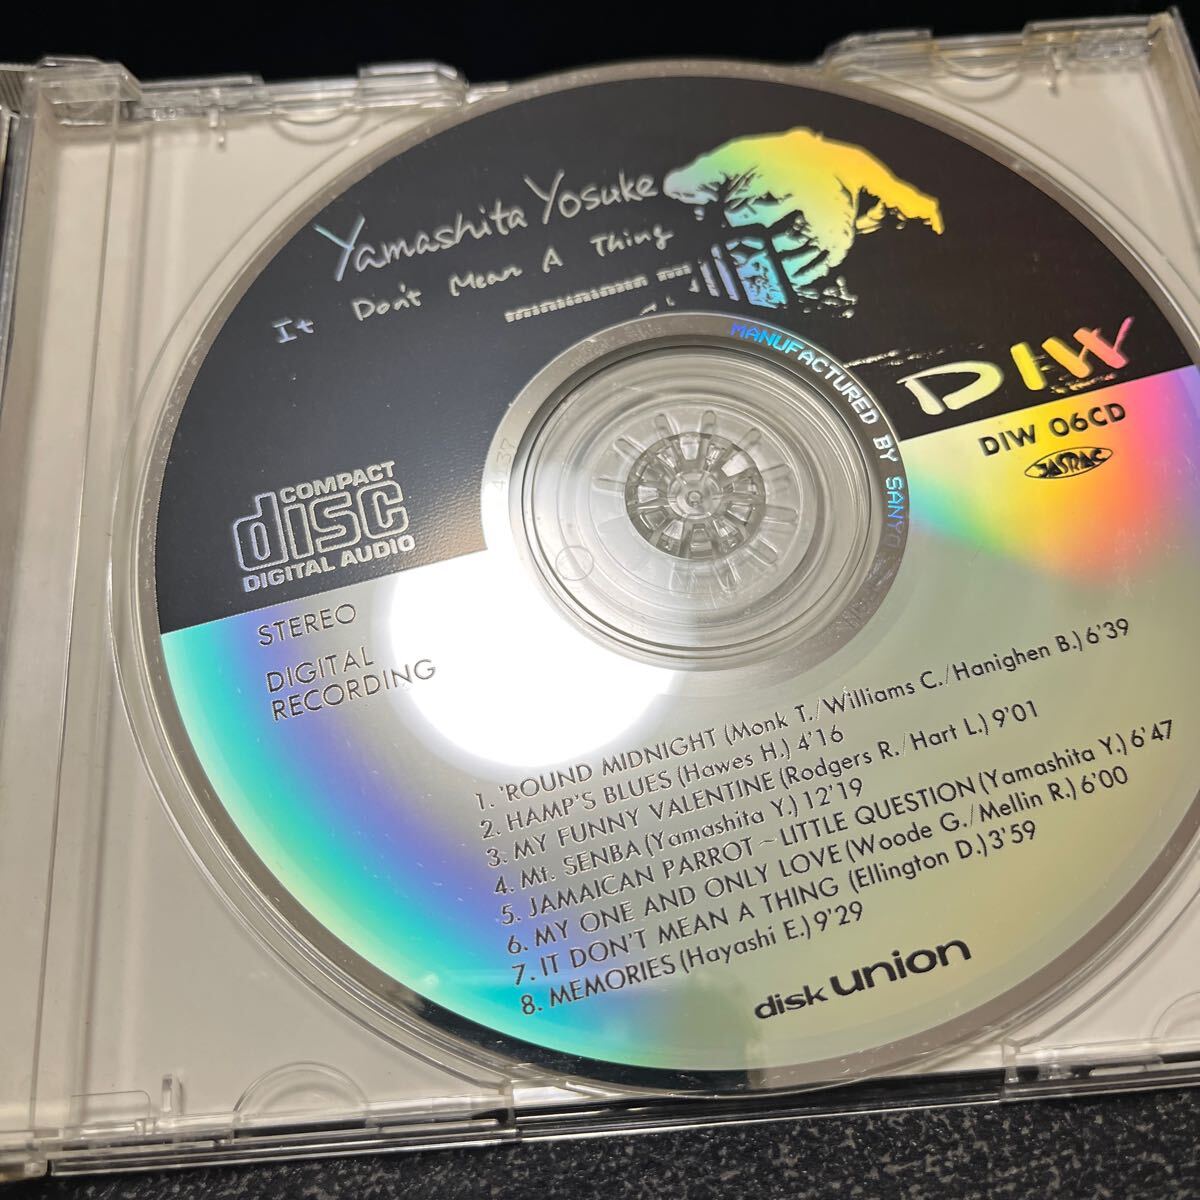 Yamashita Yosuke
It Don't Mean A Thing
MANUFACTURED BY SANYO
DIW
DIW 06CD
JASRAC
COMPACT
disc
DIGITAL AUDIO
STEREO
DIGITAL
RECORDING
1. 'ROUND MIDNIGHT (Monk T./Williams C./Hanighen B.) 6'39
2. HAMP'S BLUES (Hawes H.) 4'16
3. MY FUNNY VALENTINE (Rodgers R./Hart L.) 9'01
4. Mt. SENBA (Yamashita Y.) 12'19
5. JAMAICAN PARROT~LITTLE QUESTION (Yamashita Y.) 6'47
6. MY ONE AND ONLY LOVE (Woode G./Mellin R.) 6'00
7. IT DON'T MEAN A THING (Ellington D.) 3'59
8. MEMORIES (Hayashi E.) 9'29
disk union